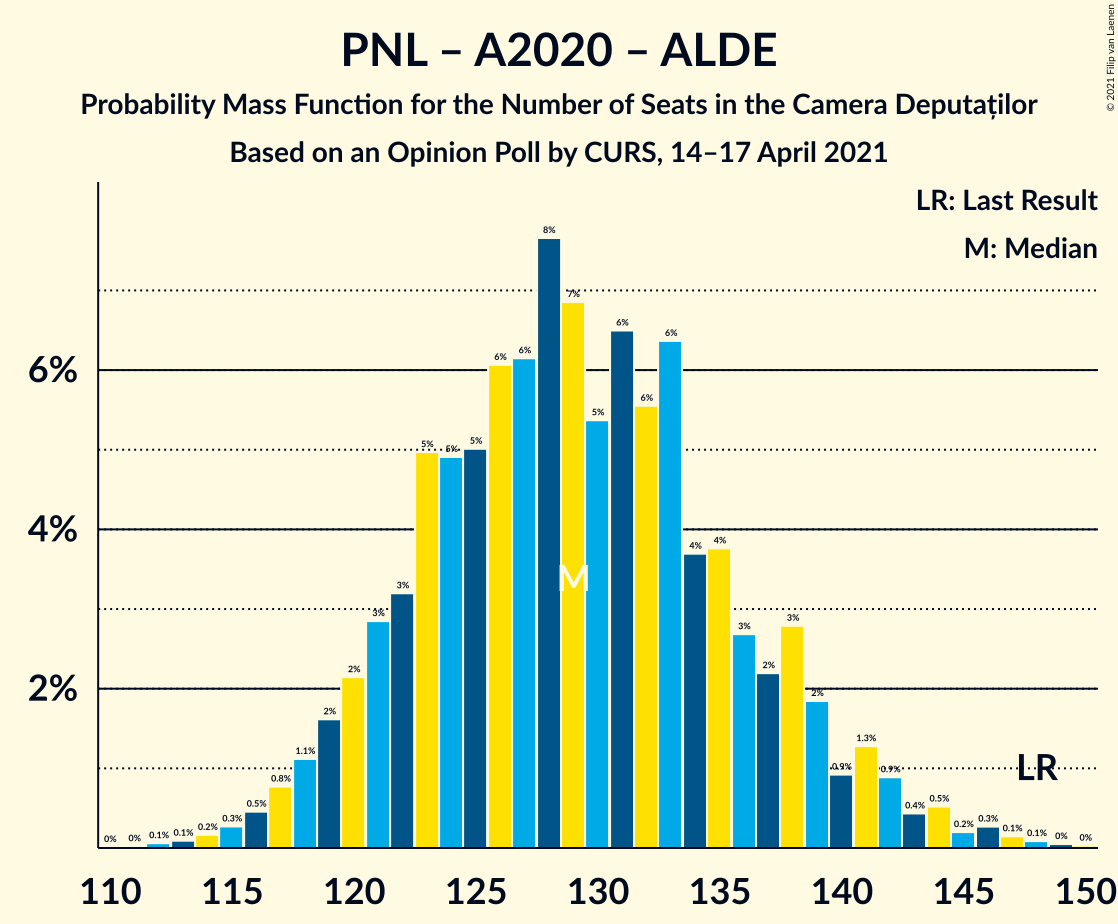 PNL – A2020 – ALDE
Probability Mass Function for the Number of Seats in the Camera Deputaților
Based on an Opinion Poll by CURS, 14–17 April 2021
© 2021 Filip van Laenen
LR: Last Result
M: Median
6%
4%
2%
0% 0% 0.1% 0.1% 0.2% 0.3% 0.5% 0.8% 1.1% 2% 2% 3% 3% 5% 5% 5% 6% 6% 8% 7% 5% 6% 6% 6% 4% 4% 3% 2% 3% 2% 0.9% 1.3% 0.9% 0.4% 0.5% 0.2% 0.3% 0.1% 0.1% 0% 0%
M
LR
110 115 120 125 130 135 140 145 150